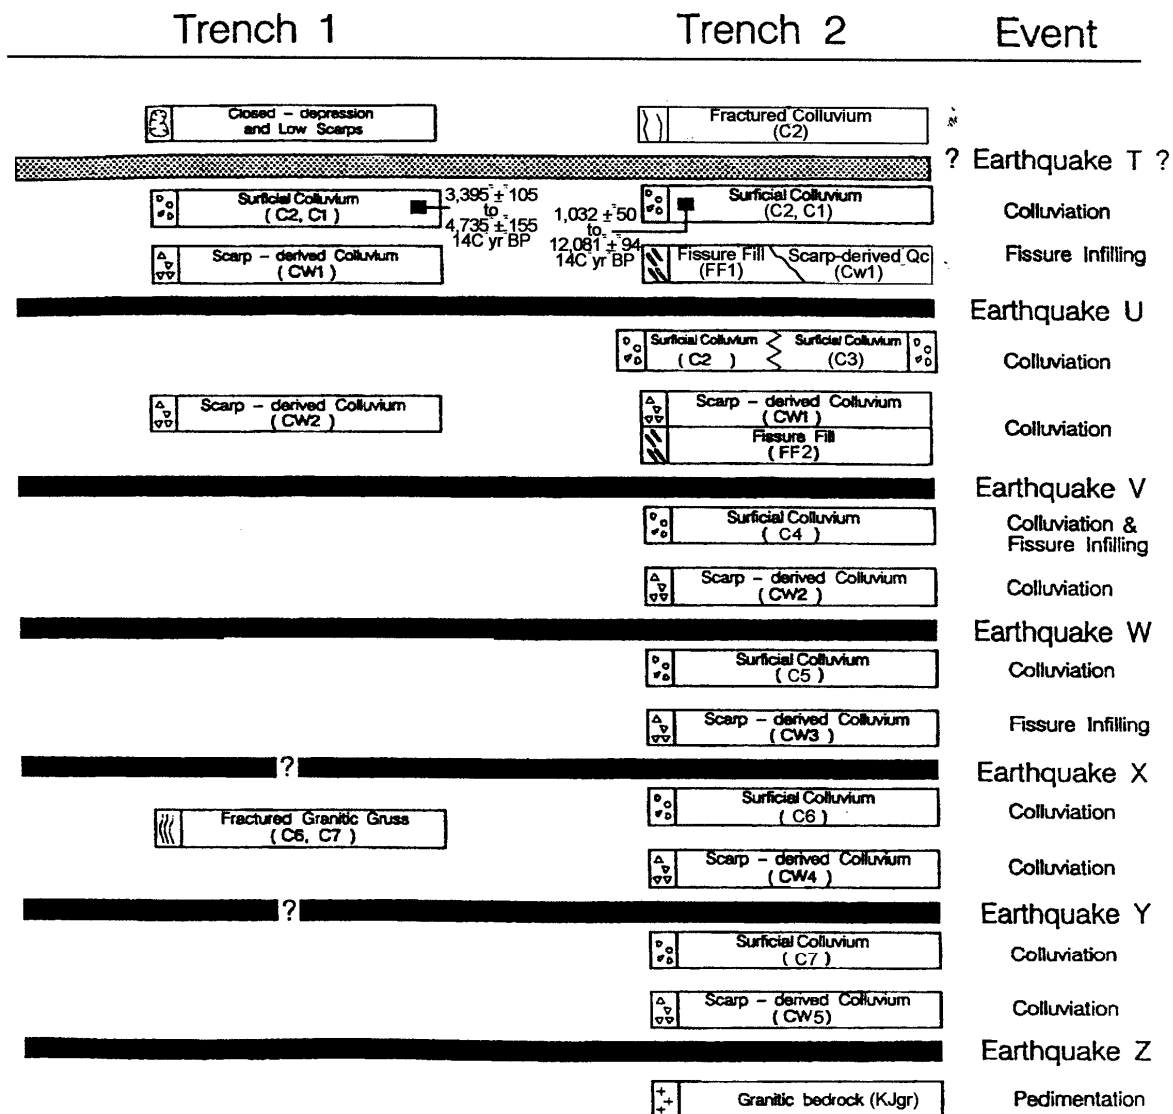 Trench 1 Trench 2 Event
Closed - depression
and Low Scarps
Fractured Colluvium
(C2)
? Earthquake T ?
Surficial Colluvium
( C2, C1 )
3,395 ± 105
to
4,735 ± 155
14C yr BP
1,032 ± 50
to
12,081 ± 94
14C yr BP
Surficial Colluvium
(C2, C1)
Colluviation
Scarp - derived Colluvium
( CW1 )
Fissure Fill
(FF1)
Scarp-derived Qc
(Cw1)
Fissure Infilling
Earthquake U
Surficial Colluvium
( C2 )
Surficial Colluvium
(C3)
Colluviation
Scarp - derived Colluvium
( CW2 )
Scarp - derived Colluvium
( CW1 )
Fissure Fill
( FF2)
Colluviation
Earthquake V
Surficial Colluvium
( C4 )
Colluviation &
Fissure Infilling
Scarp - derived Colluvium
( CW2 )
Colluviation
Earthquake W
Surficial Colluvium
( C5 )
Colluviation
Scarp - derived Colluvium
( CW3 )
Fissure Infilling
?
Earthquake X
Fractured Granitic Gruss
( C6, C7 )
Surficial Colluvium
( C6 )
Colluviation
Scarp - derived Colluvium
( CW4 )
Colluviation
?
Earthquake Y
Surficial Colluvium
( C7 )
Colluviation
Scarp - derived Colluvium
( CW5)
Colluviation
Earthquake Z
Granitic bedrock (KJgr)
Pedimentation